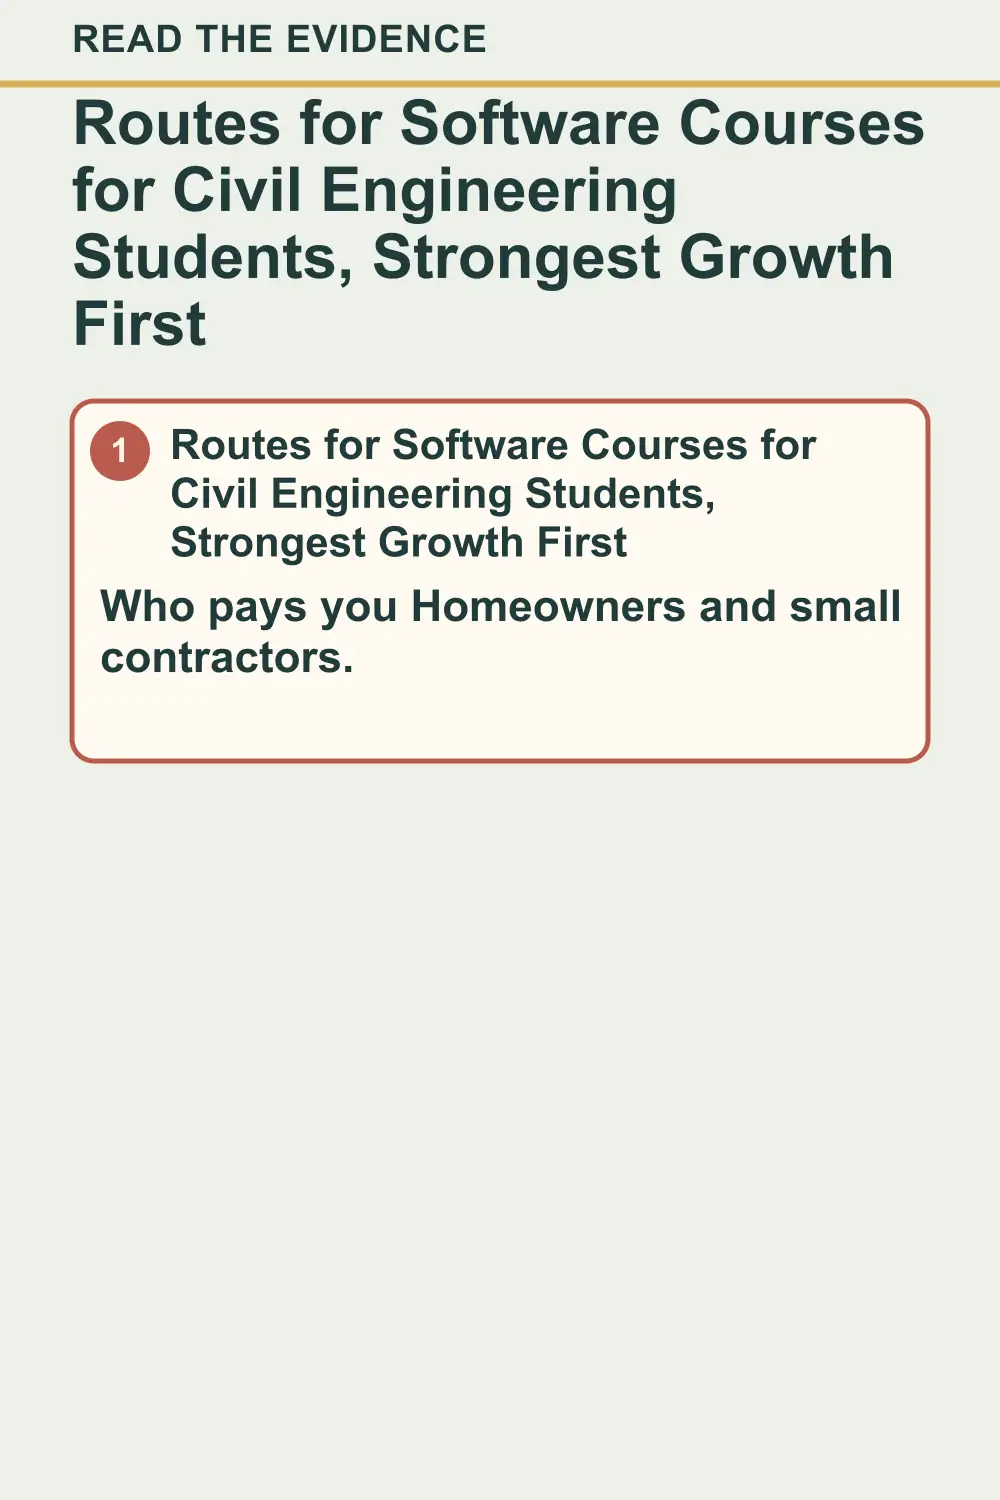 READ THE EVIDENCE
Routes for Software Courses
for Civil Engineering
Students, Strongest Growth
First
1
Routes for Software Courses for
Civil Engineering Students,
Strongest Growth First
Who pays you Homeowners and small
contractors.